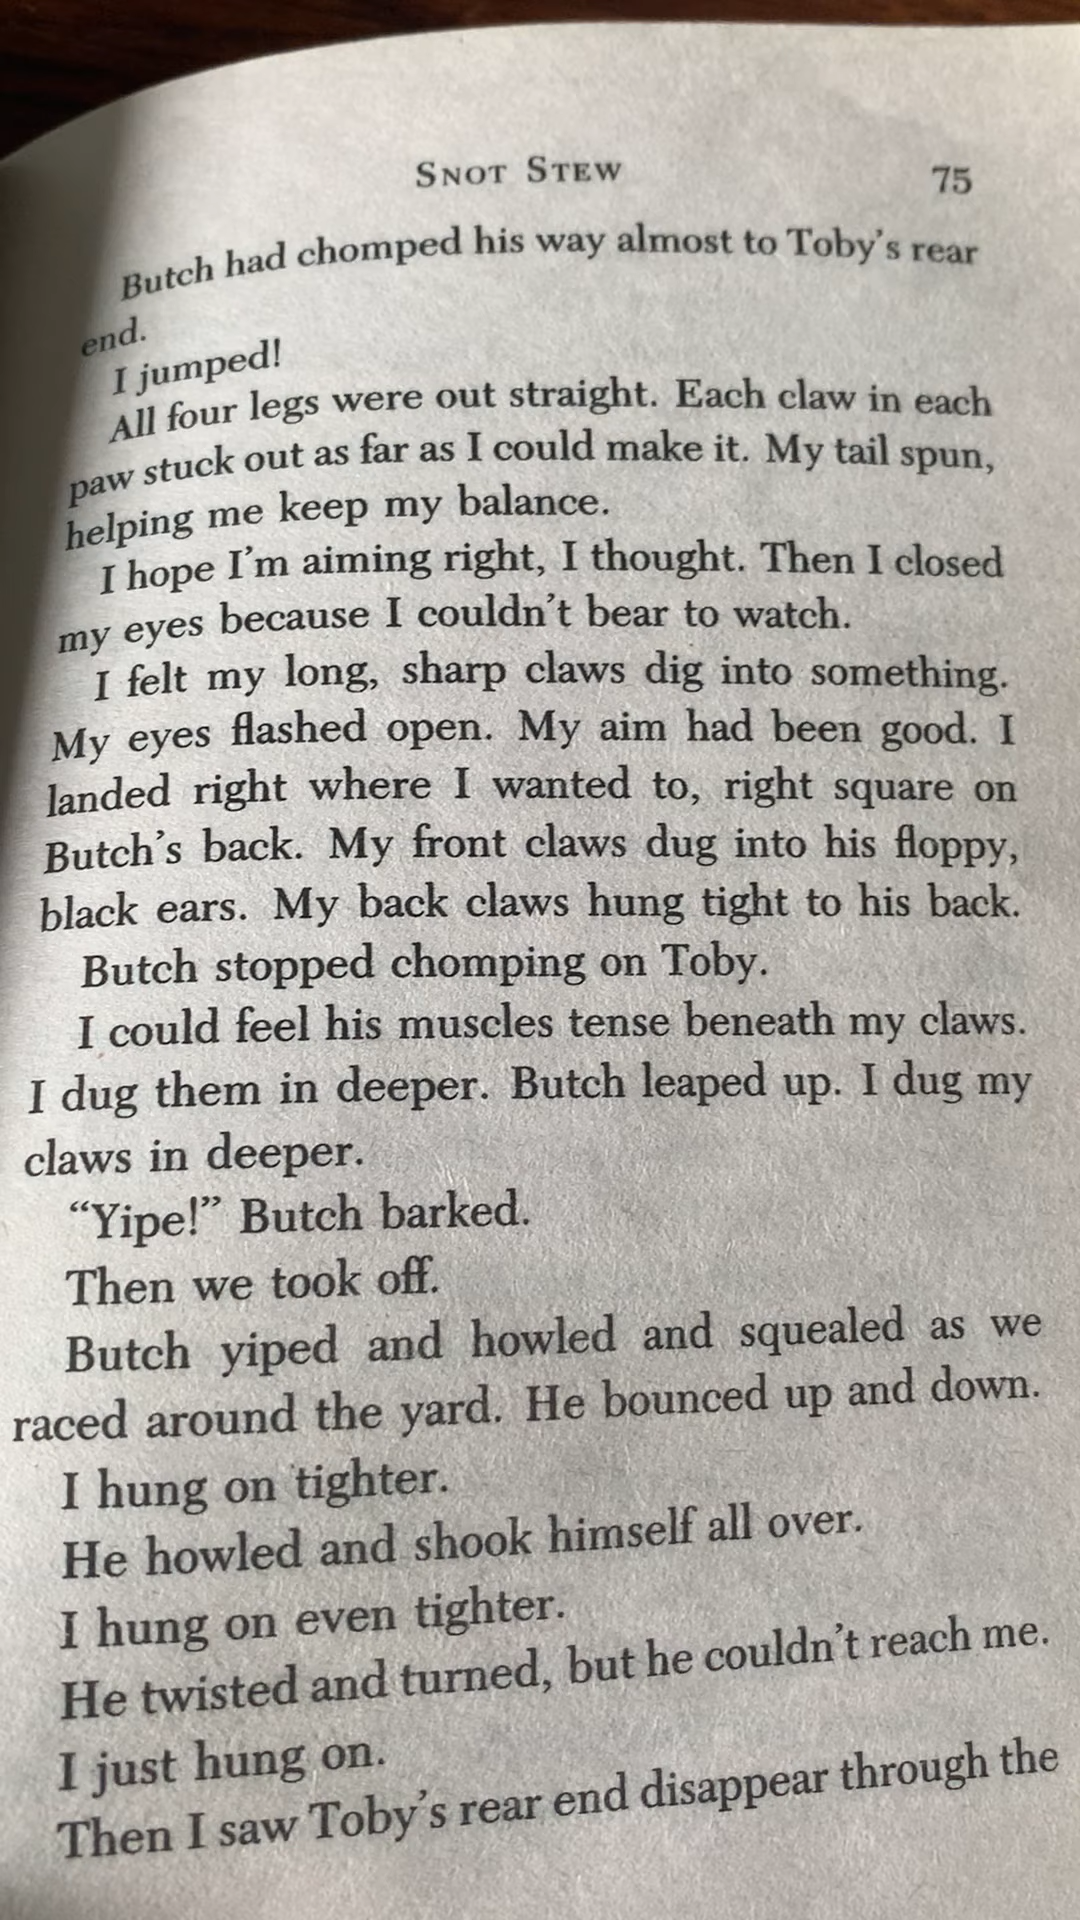 SNOT STEW 75
Butch had chomped his way almost to Toby's rear
end.
I jumped!
All four legs were out straight. Each claw in each
paw stuck out as far as I could make it. My tail spun,
helping me keep my balance.
I hope I'm aiming right, I thought. Then I closed
my eyes because I couldn't bear to watch.
I felt my long, sharp claws dig into something.
My eyes flashed open. My aim had been good. I
landed right where I wanted to, right square on
Butch's back. My front claws dug into his floppy,
black ears. My back claws hung tight to his back.
Butch stopped chomping on Toby.
I could feel his muscles tense beneath my claws.
I dug them in deeper. Butch leaped up. I dug my
claws in deeper.
“Yipe!” Butch barked.
Then we took off.
Butch yiped and howled and squealed as we
raced around the yard. He bounced up and down.
I hung on tighter.
He howled and shook himself all over.
I hung on even tighter.
He twisted and turned, but he couldn't reach me.
I just hung on.
Then I saw Toby's rear end disappear through the